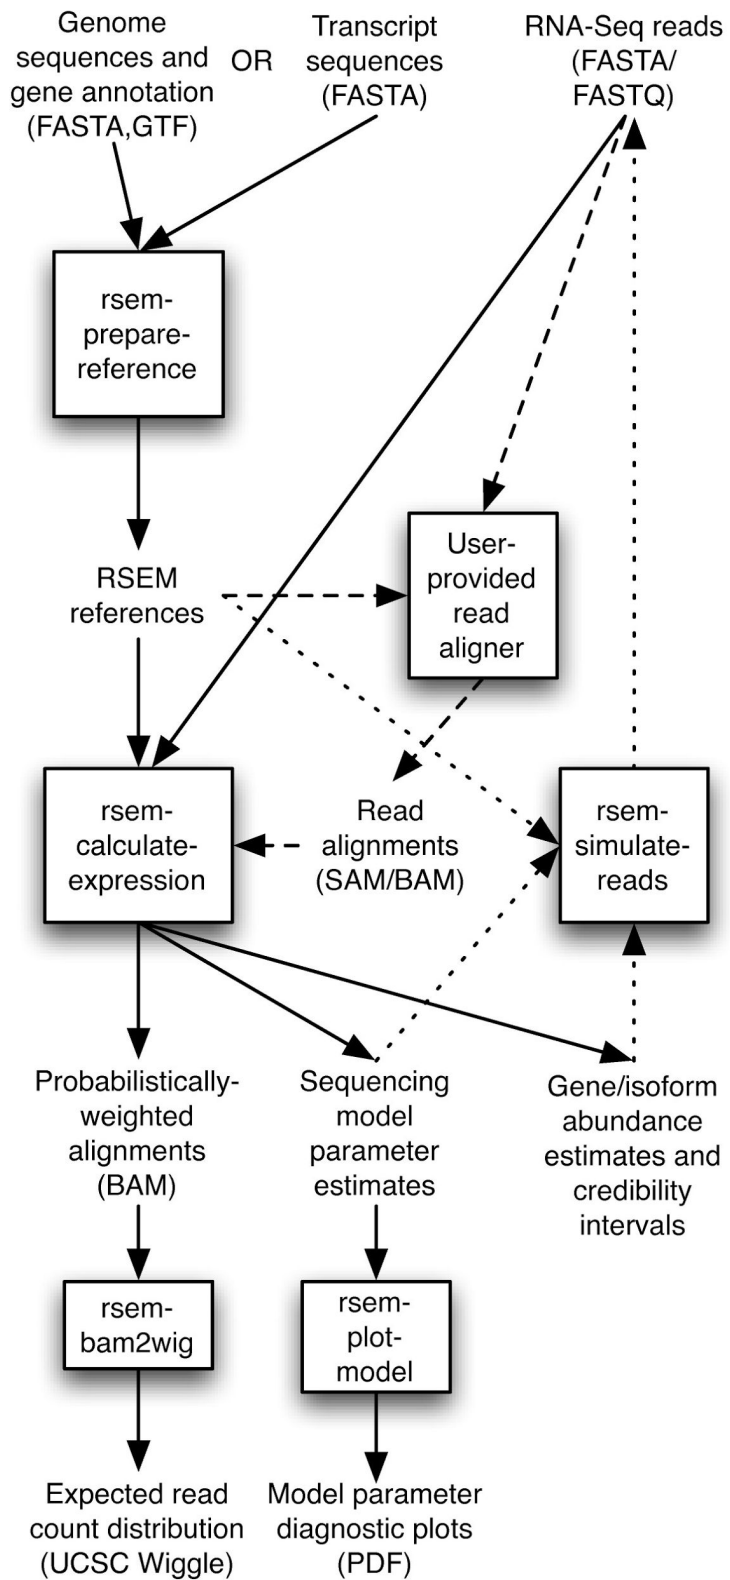 Genome
sequences and
gene annotation
(FASTA,GTF)
OR
Transcript
sequences
(FASTA)
RNA-Seq reads
(FASTA/
FASTQ)
rsem-
prepare-
reference
RSEM
references
User-
provided
read
aligner
rsem-
calculate-
expression
Read
alignments
(SAM/BAM)
rsem-
simulate-
reads
Probabilistically-
weighted
alignments
(BAM)
Sequencing
model
parameter
estimates
Gene/isoform
abundance
estimates and
credibility
intervals
rsem-
bam2wig
rsem-
plot-
model
Expected read
count distribution
(UCSC Wiggle)
Model parameter
diagnostic plots
(PDF)